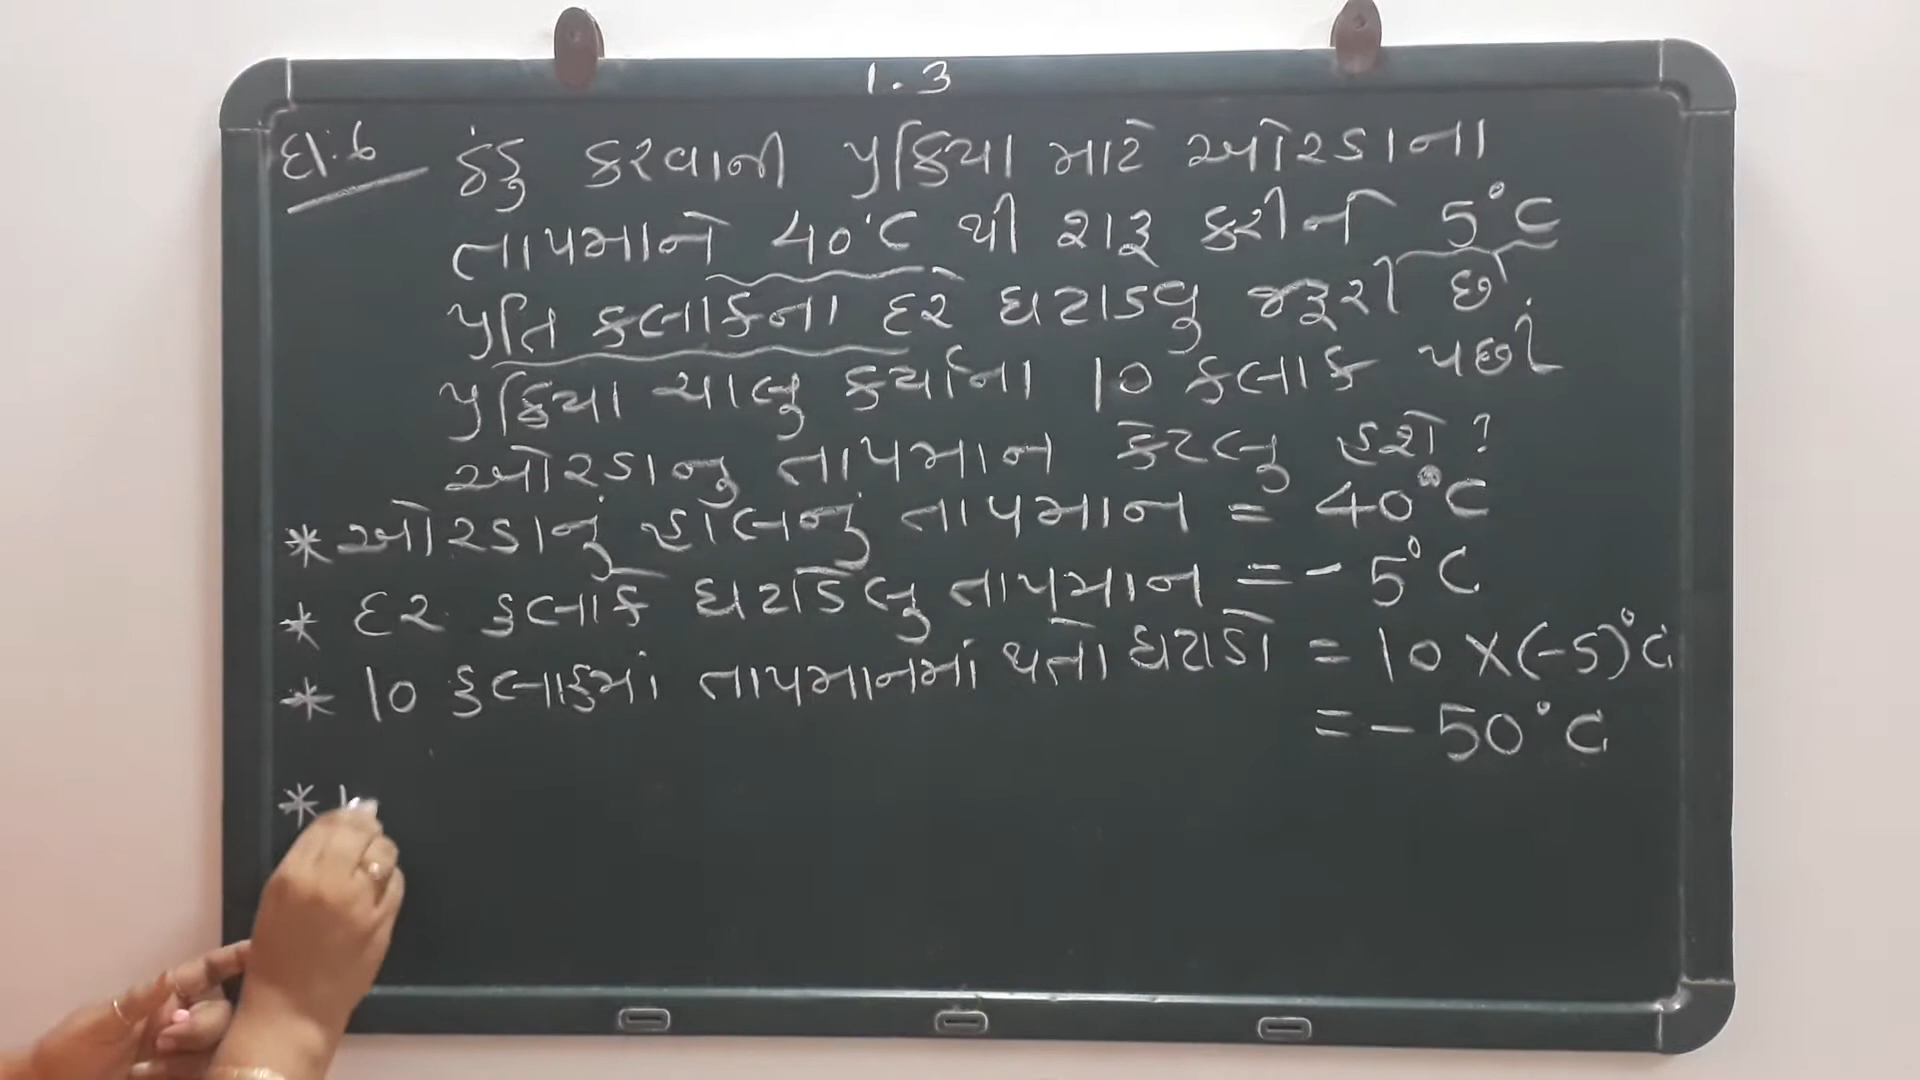 1.3
દા.6 ઠંડુ કરવાની પ્રક્રિયા માટે ઓરડાના
તાપમાને 40°C થી શરૂ કરીને 5°C
પ્રતિ કલાકના દરે ઘટાડવુ જરૂરી છે.
પ્રક્રિયા ચાલુ કર્યાના 10 કલાક પછી
ઓરડાનુ તાપમાન કેટલુ હશે ?
* ઓરડાનું હાલનું તાપમાન = 40°C
* દર કલાકે ઘટાડેલુ તાપમાન = - 5°C
* 10 કલાકમાં તાપમાનમાં થતો ઘટાડો = 10 X (-5)°C
= - 50°C
*